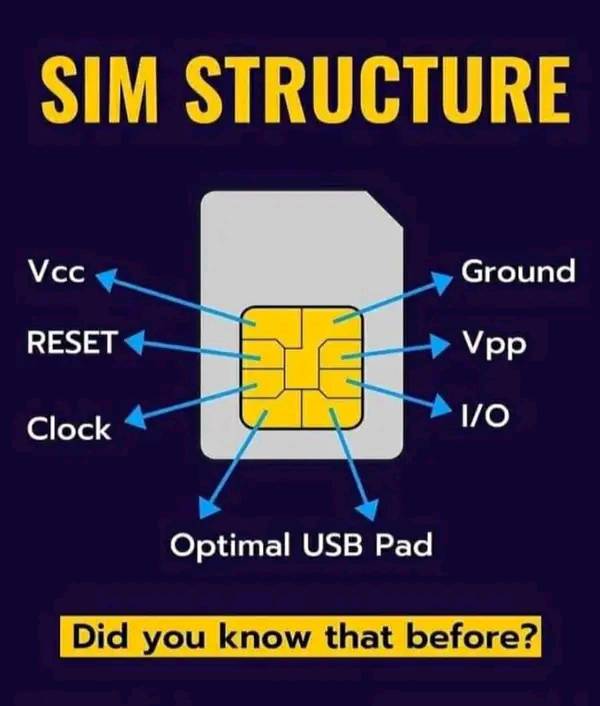 SIM STRUCTURE
Vcc
Ground
RESET
Vpp
Clock
I/O
Optimal USB Pad
Did you know that before?